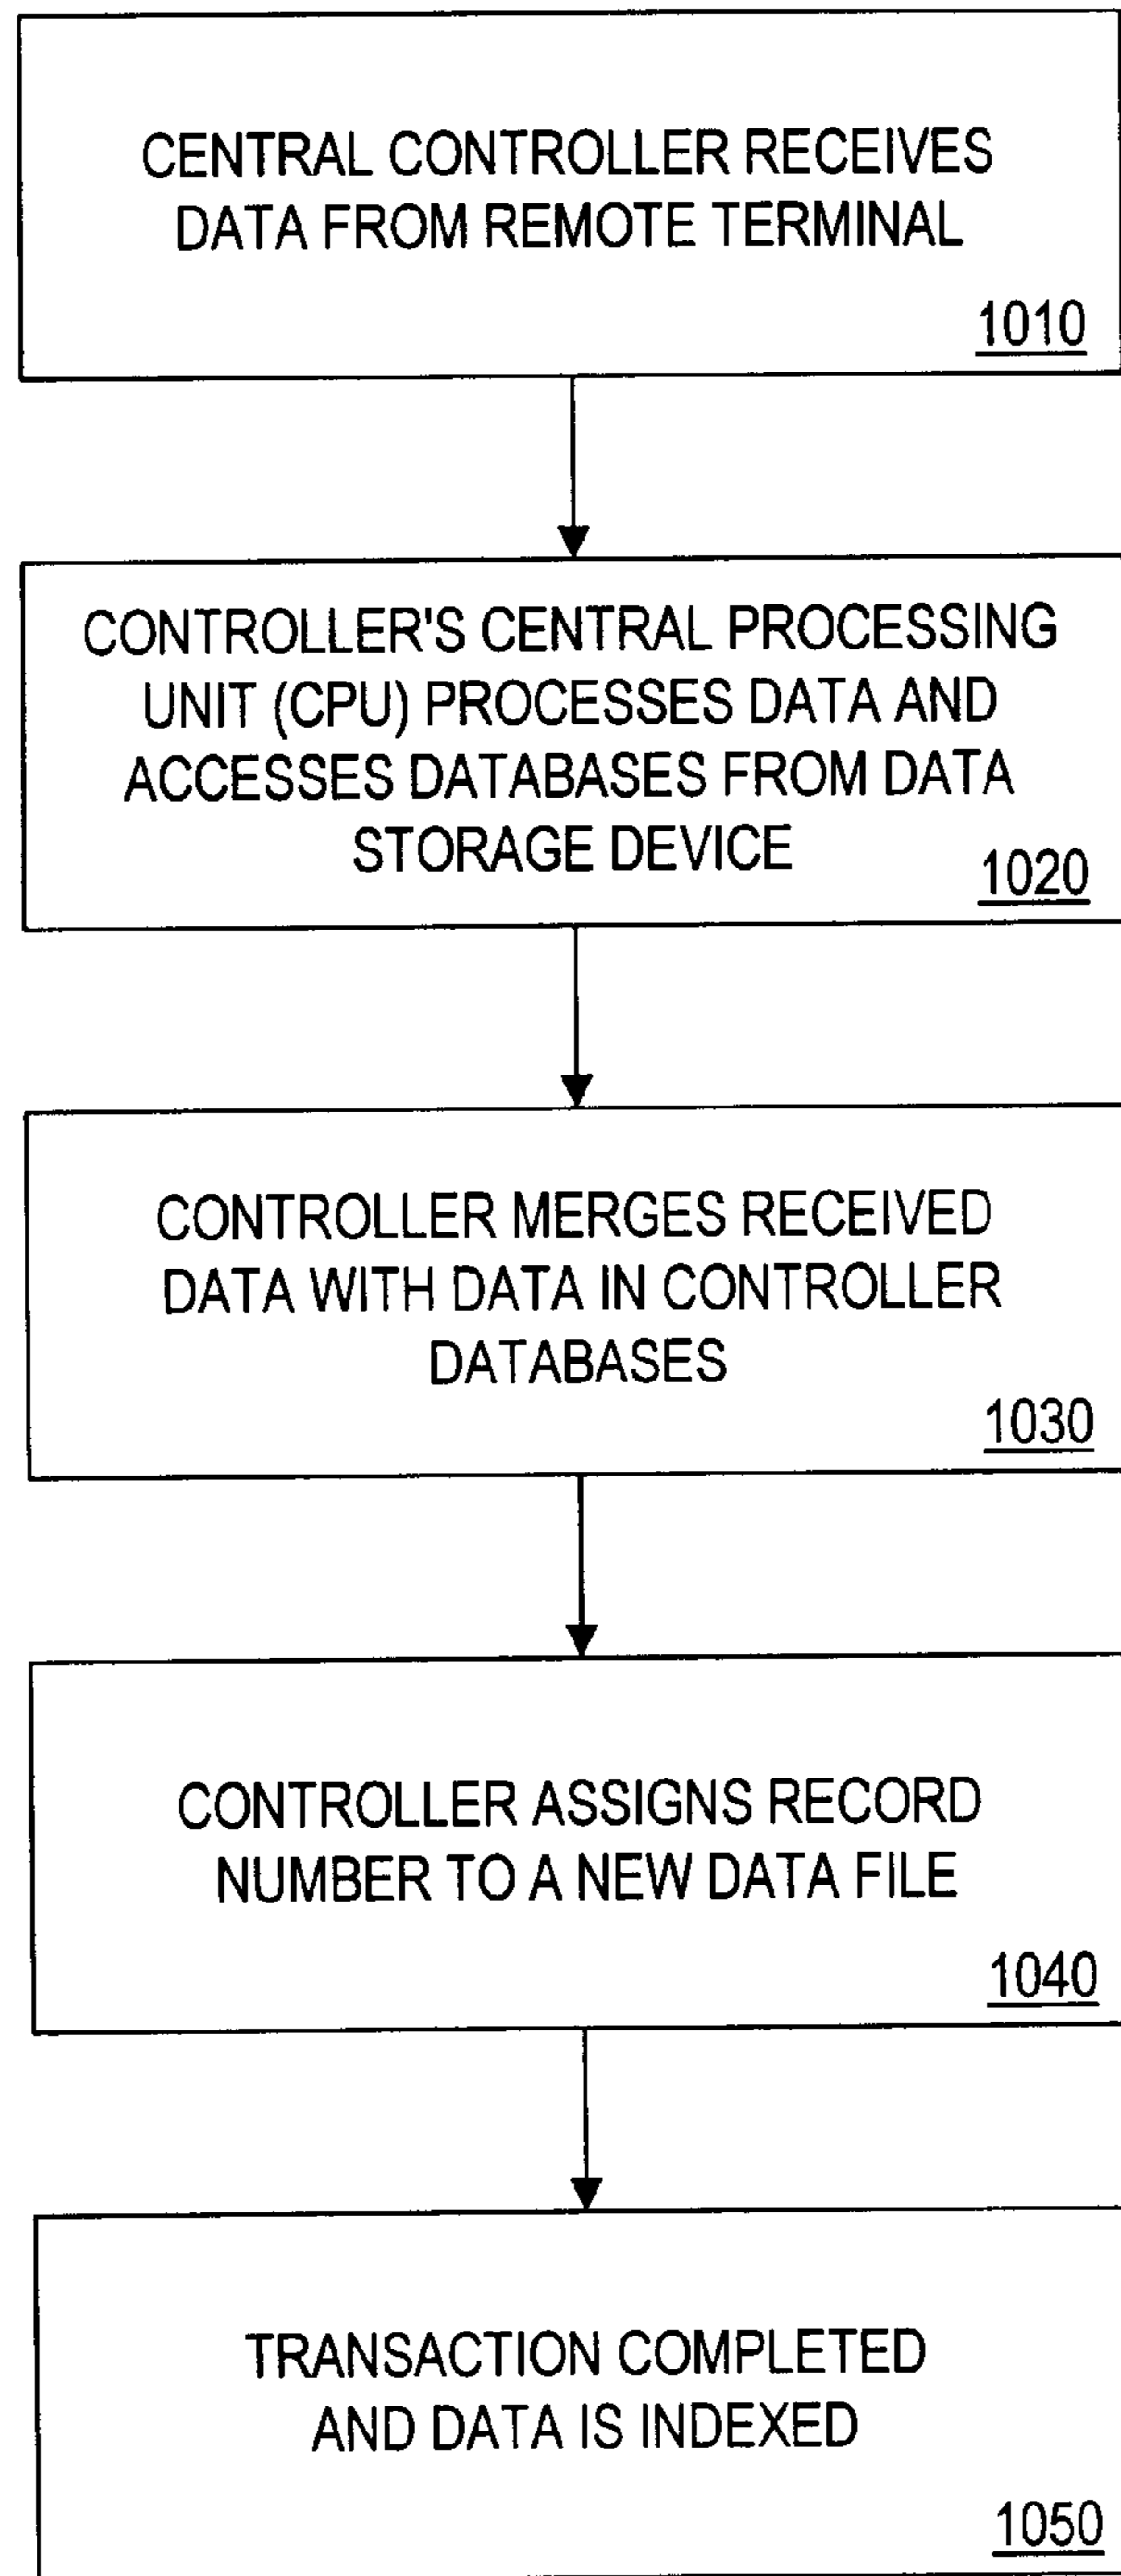 CENTRAL CONTROLLER RECEIVES
DATA FROM REMOTE TERMINAL
1010
CONTROLLER'S CENTRAL PROCESSING
UNIT (CPU) PROCESSES DATA AND
ACCESSES DATABASES FROM DATA
STORAGE DEVICE
1020
CONTROLLER MERGES RECEIVED
DATA WITH DATA IN CONTROLLER
DATABASES
1030
CONTROLLER ASSIGNS RECORD
NUMBER TO A NEW DATA FILE
1040
TRANSACTION COMPLETED
AND DATA IS INDEXED
1050